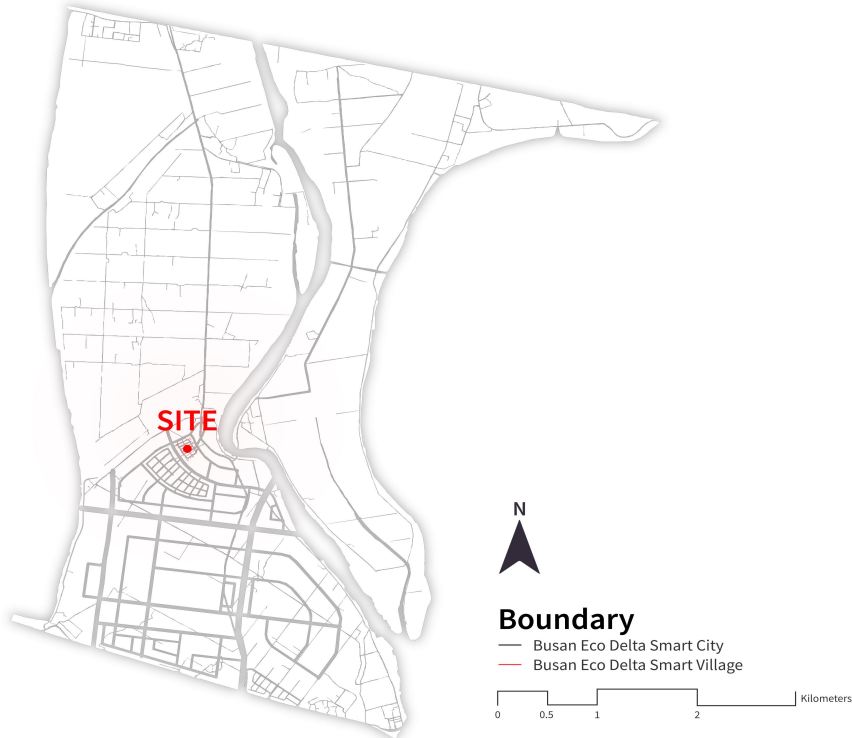 SITE
N
Boundary
Busan Eco Delta Smart City
Busan Eco Delta Smart Village
Kilometers
0 0.5 1 2